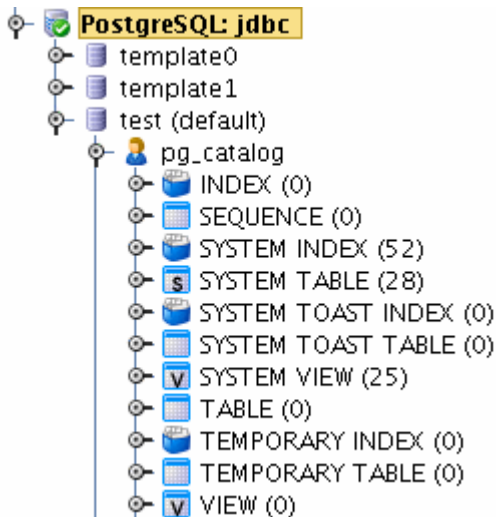 PostgreSQL: jdbc
template0
template1
test (default)
pg_catalog
INDEX (0)
SEQUENCE (0)
SYSTEM INDEX (52)
S SYSTEM TABLE (28)
SYSTEM TOAST INDEX (0)
SYSTEM TOAST TABLE (0)
V SYSTEM VIEW (25)
TABLE (0)
TEMPORARY INDEX (0)
TEMPORARY TABLE (0)
V VIEW (0)